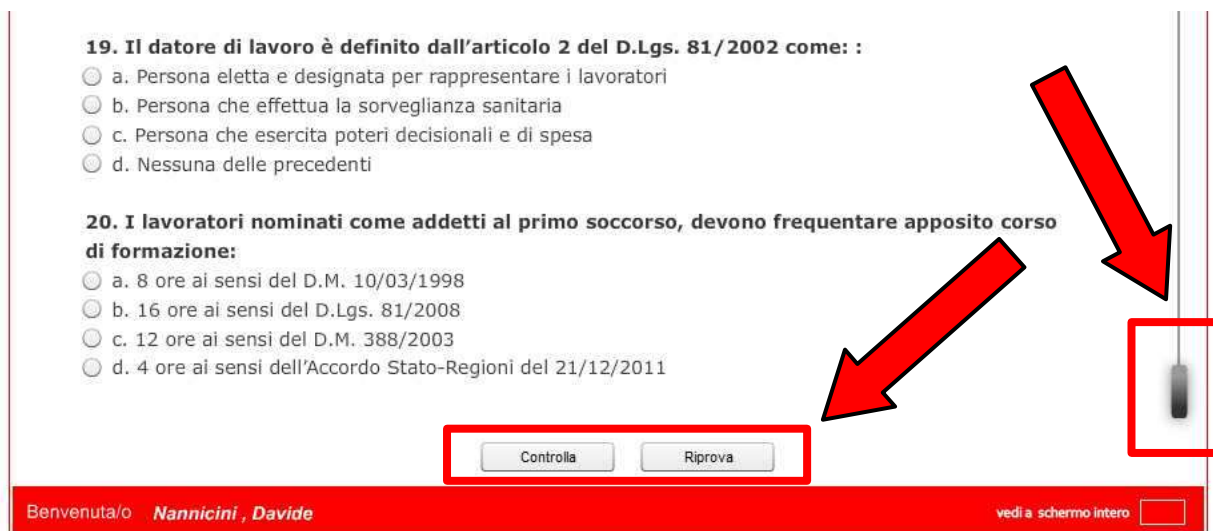 19. Il datore di lavoro è definito dall'articolo 2 del D.Lgs. 81/2002 come: :
a. Persona eletta e designata per rappresentare i lavoratori
b. Persona che effettua la sorveglianza sanitaria
c. Persona che esercita poteri decisionali e di spesa
d. Nessuna delle precedenti
20. I lavoratori nominati come addetti al primo soccorso, devono frequentare apposito corso
di formazione:
a. 8 ore ai sensi del D.M. 10/03/1998
b. 16 ore ai sensi del D.Lgs. 81/2008
c. 12 ore ai sensi del D.M. 388/2003
d. 4 ore ai sensi dell'Accordo Stato-Regioni del 21/12/2011
Controlla Riprova
Benvenuta/o Nannicini , Davide vedi a schermo intero